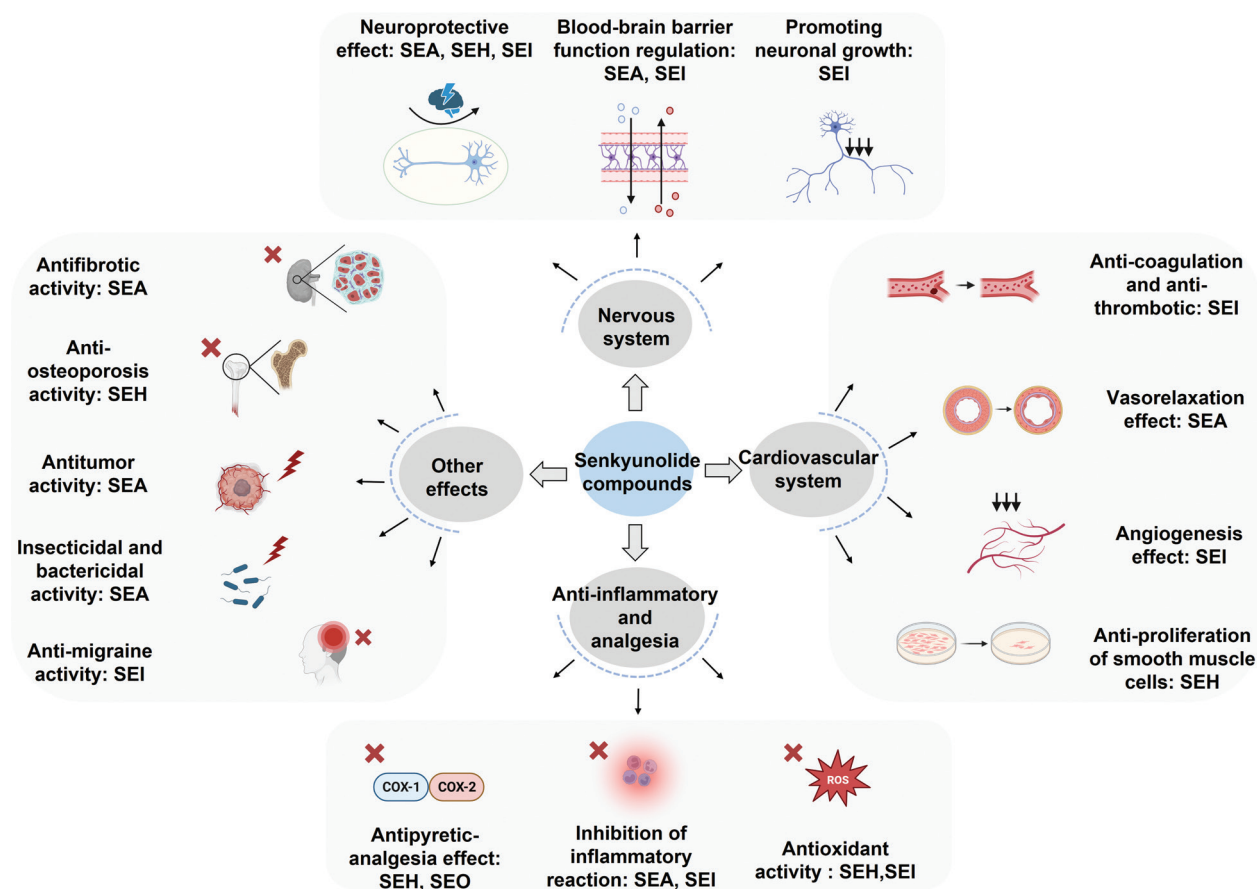 Neuroprotective
effect: SEA, SEH, SEI
Blood-brain barrier
function regulation:
SEA, SEI
Promoting
neuronal growth:
SEI
Antifibrotic
activity: SEA
Anti-
osteoporosis
activity: SEH
Antitumor
activity: SEA
Insecticidal and
bactericidal
activity: SEA
Anti-migraine
activity: SEI
Nervous
system
Other
effects
Senkyunolide
compounds
Cardiovascular
system
Anti-inflammatory
and
analgesia
Anti-coagulation
and anti-
thrombotic: SEI
Vasorelaxation
effect: SEA
Angiogenesis
effect: SEI
Anti-proliferation
of smooth muscle
cells: SEH
COX-1
COX-2
Antipyretic-
analgesia effect:
SEH, SEO
Inhibition of
inflammatory
reaction: SEA, SEI
ROS
Antioxidant
activity : SEH,SEI